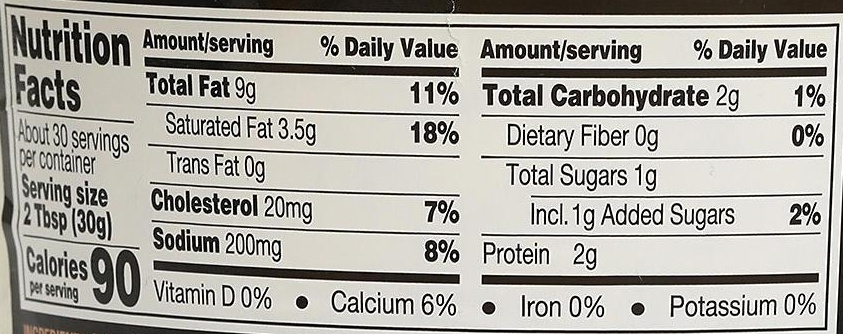 Nutrition Facts
About 30 servings per container
Serving size
2 Tbsp (30g)
Calories per serving 90
Amount/serving % Daily Value
Total Fat 9g 11%
Saturated Fat 3.5g 18%
Trans Fat 0g
Cholesterol 20mg 7%
Sodium 200mg 8%
Amount/serving % Daily Value
Total Carbohydrate 2g 1%
Dietary Fiber 0g 0%
Total Sugars 1g
Incl. 1g Added Sugars 2%
Protein 2g
Vitamin D 0% • Calcium 6% • Iron 0% • Potassium 0%